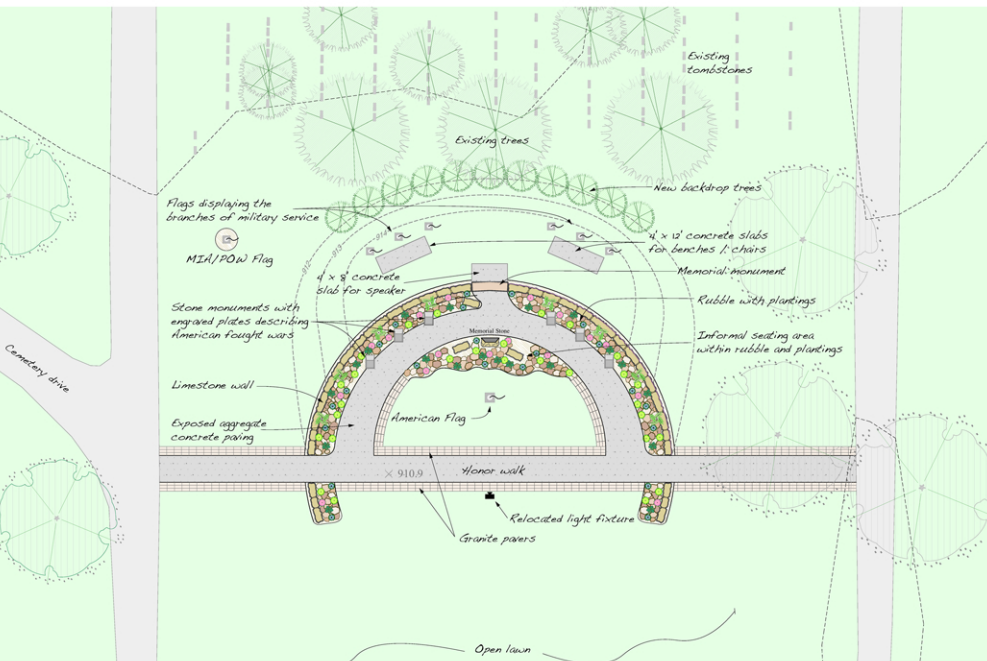 Existing
tombstones
Existing trees
New backdrop trees
Flags displaying the
branches of military service
MIA/POW Flag
914
913
912
4' x 12' concrete slabs
for benches / chairs
4' x 8' concrete
slab for speaker
Memorial monument
Stone monuments with
engraved plates describing
American fought wars
Rubble with plantings
Memorial Stone
Informal seating area
within rubble and plantings
Cemetery drive
Limestone wall
American Flag
Exposed aggregate
concrete paving
910.9
Honor walk
Relocated light fixture
Granite pavers
Open lawn